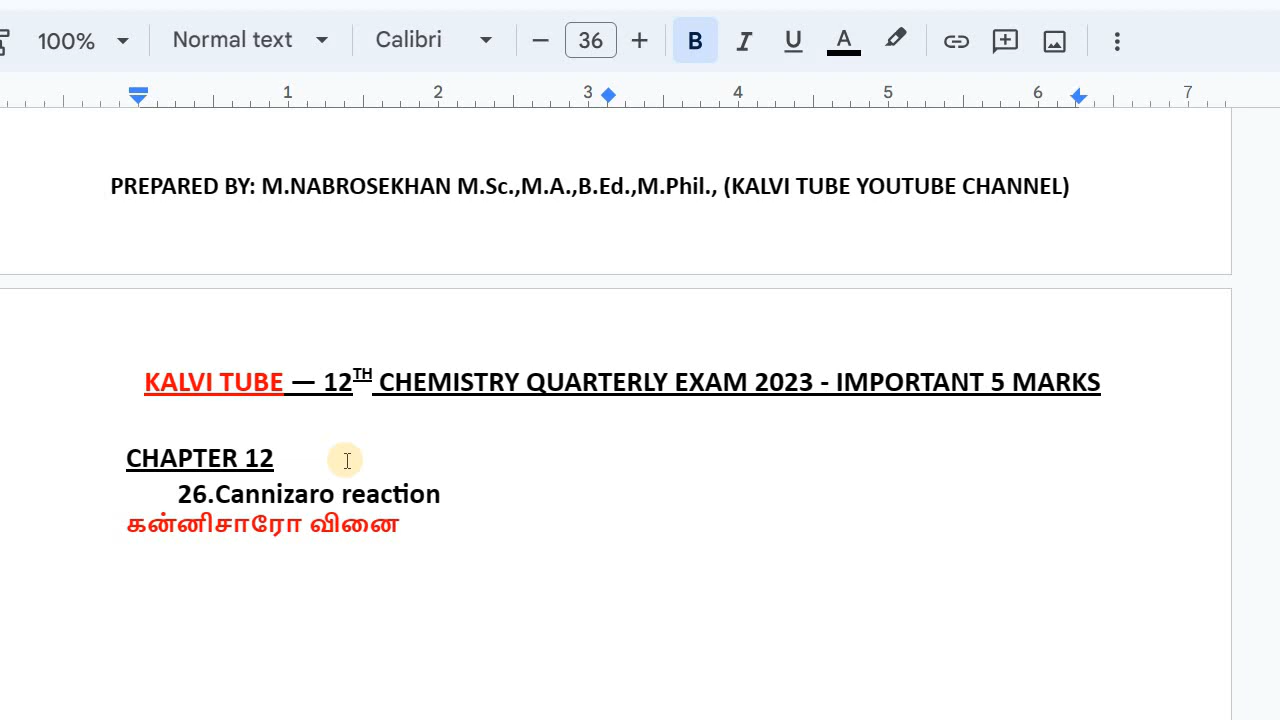 100% Normal text Calibri 36 B I U A
1 2 3 4 5 6 7
PREPARED BY: M.NABROSEKHAN M.Sc.,M.A.,B.Ed.,M.Phil., (KALVI TUBE YOUTUBE CHANNEL)
KALVI TUBE — 12TH CHEMISTRY QUARTERLY EXAM 2023 - IMPORTANT 5 MARKS
CHAPTER 12
26.Cannizaro reaction
கன்னிசாரோ வினை